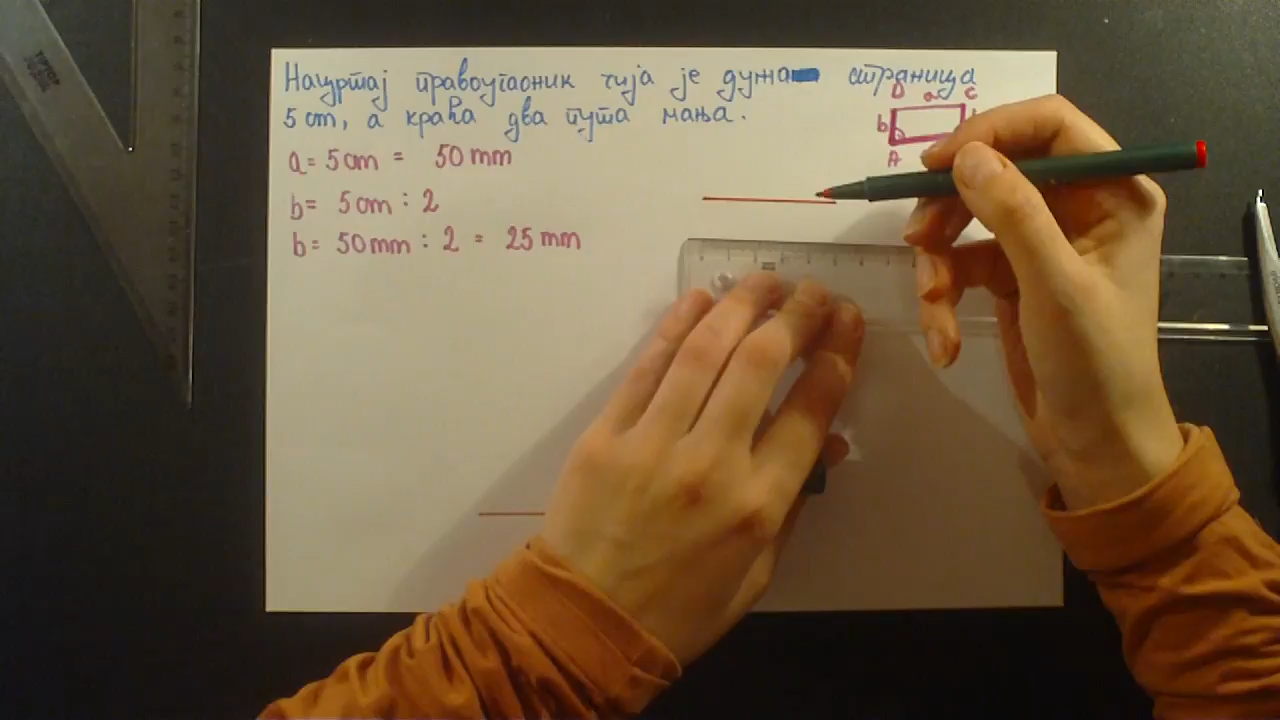 Нацртај правоугаоник чија је дужа страница
5 cm, а краћа два пута мања.
a = 5 cm = 50 mm
b = 5 cm : 2
b = 50 mm : 2 = 25 mm
D a C
b b
A